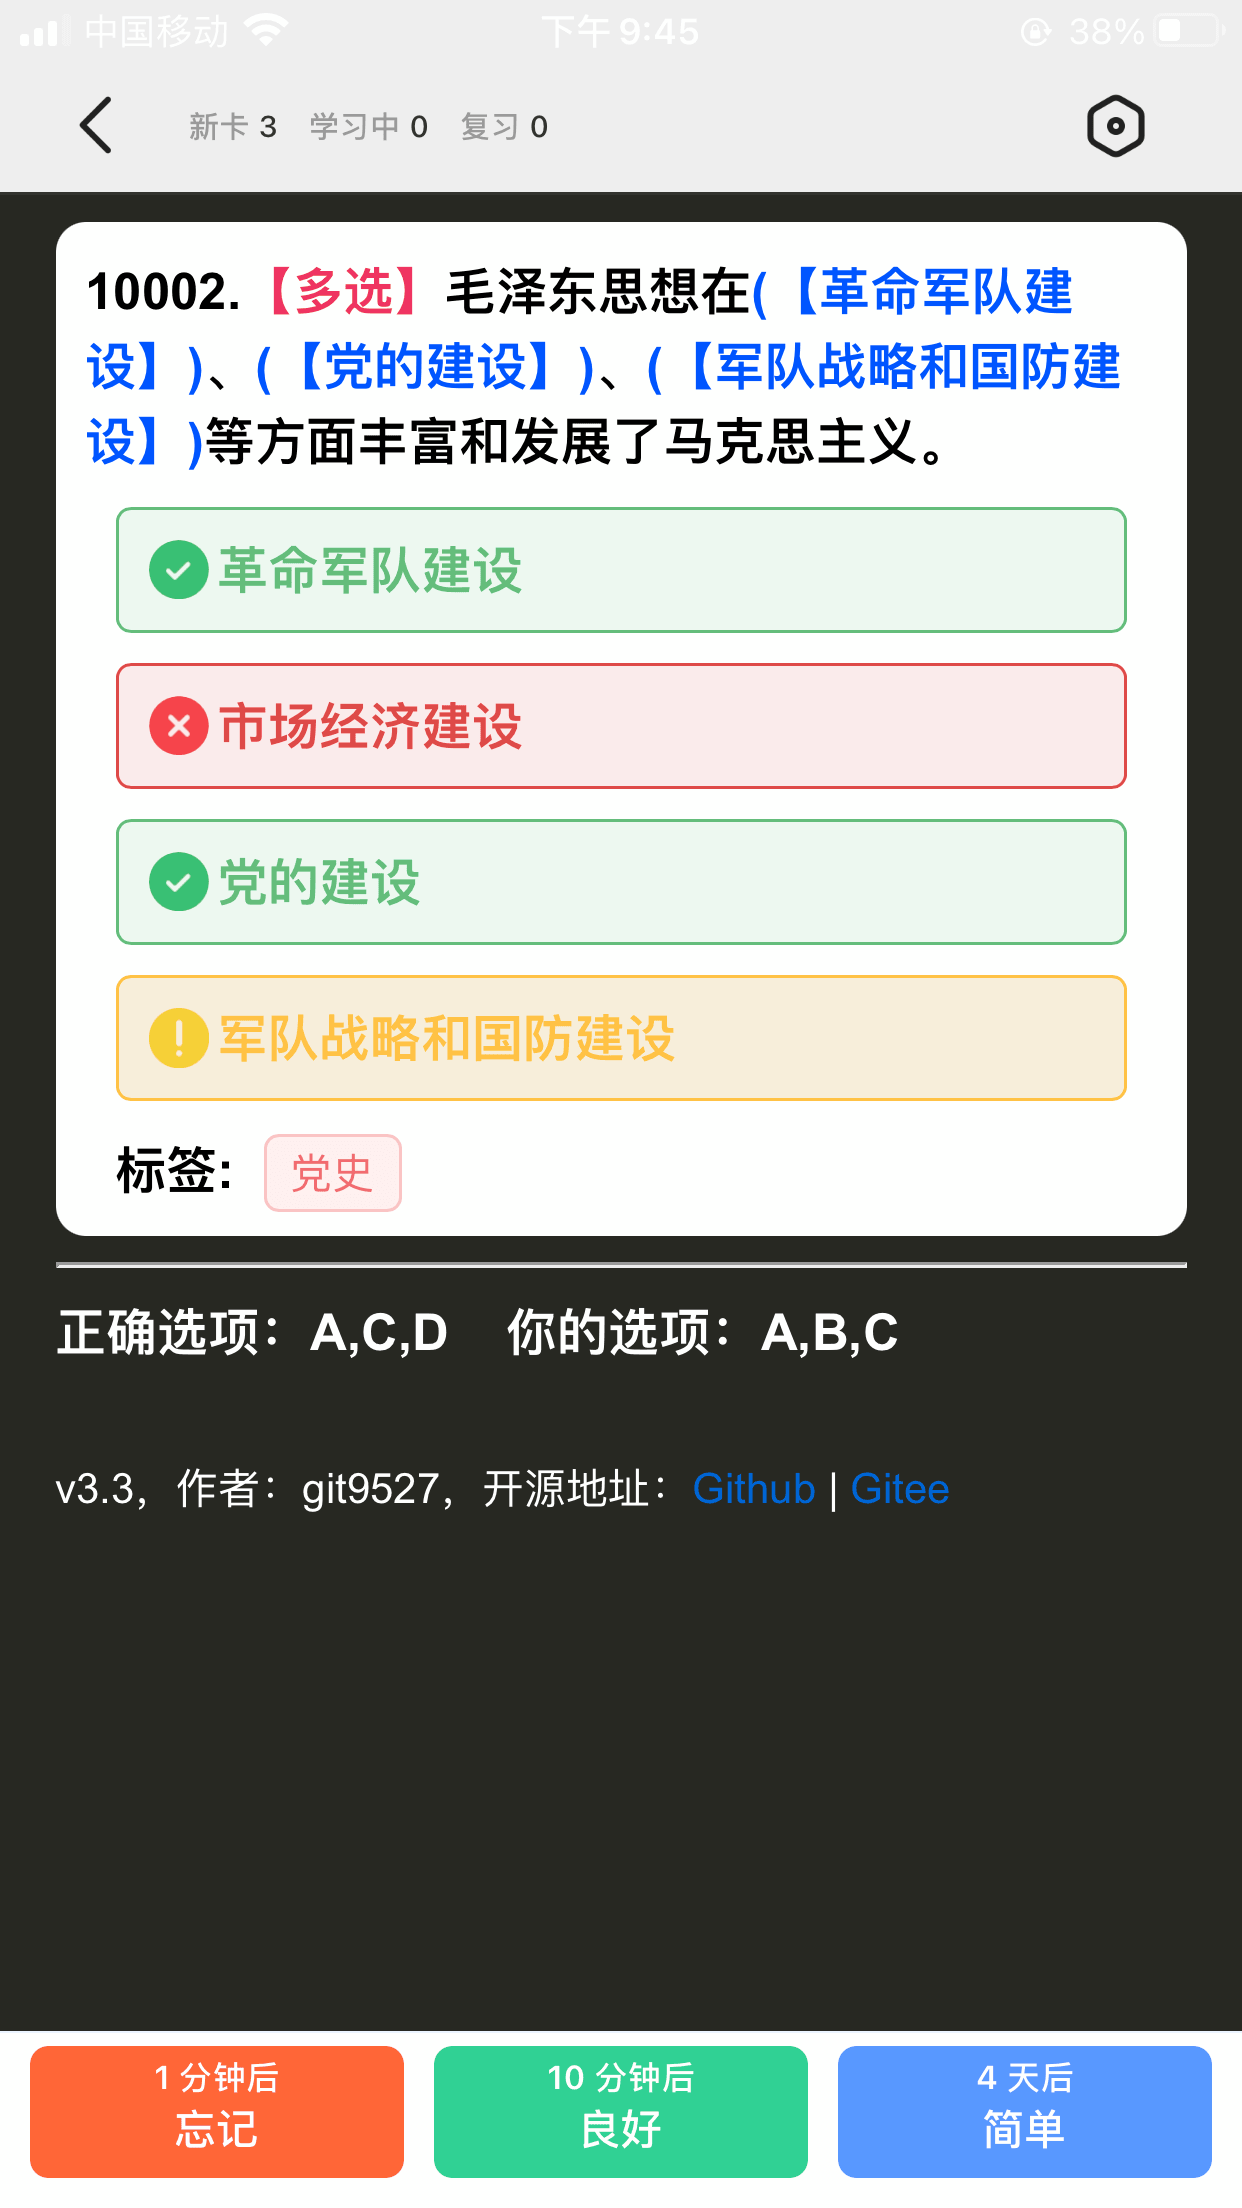 中国移动 下午 9:45 38%
新卡 3 学习中 0 复习 0
10002.【多选】毛泽东思想在(【革命军队建
设】)、(【党的建设】)、(【军队战略和国防建
设】)等方面丰富和发展了马克思主义。
革命军队建设
市场经济建设
党的建设
军队战略和国防建设
标签: 党史
正确选项：A,C,D 你的选项：A,B,C
v3.3，作者：git9527，开源地址：Github | Gitee
1 分钟后
忘记
10 分钟后
良好
4 天后
简单